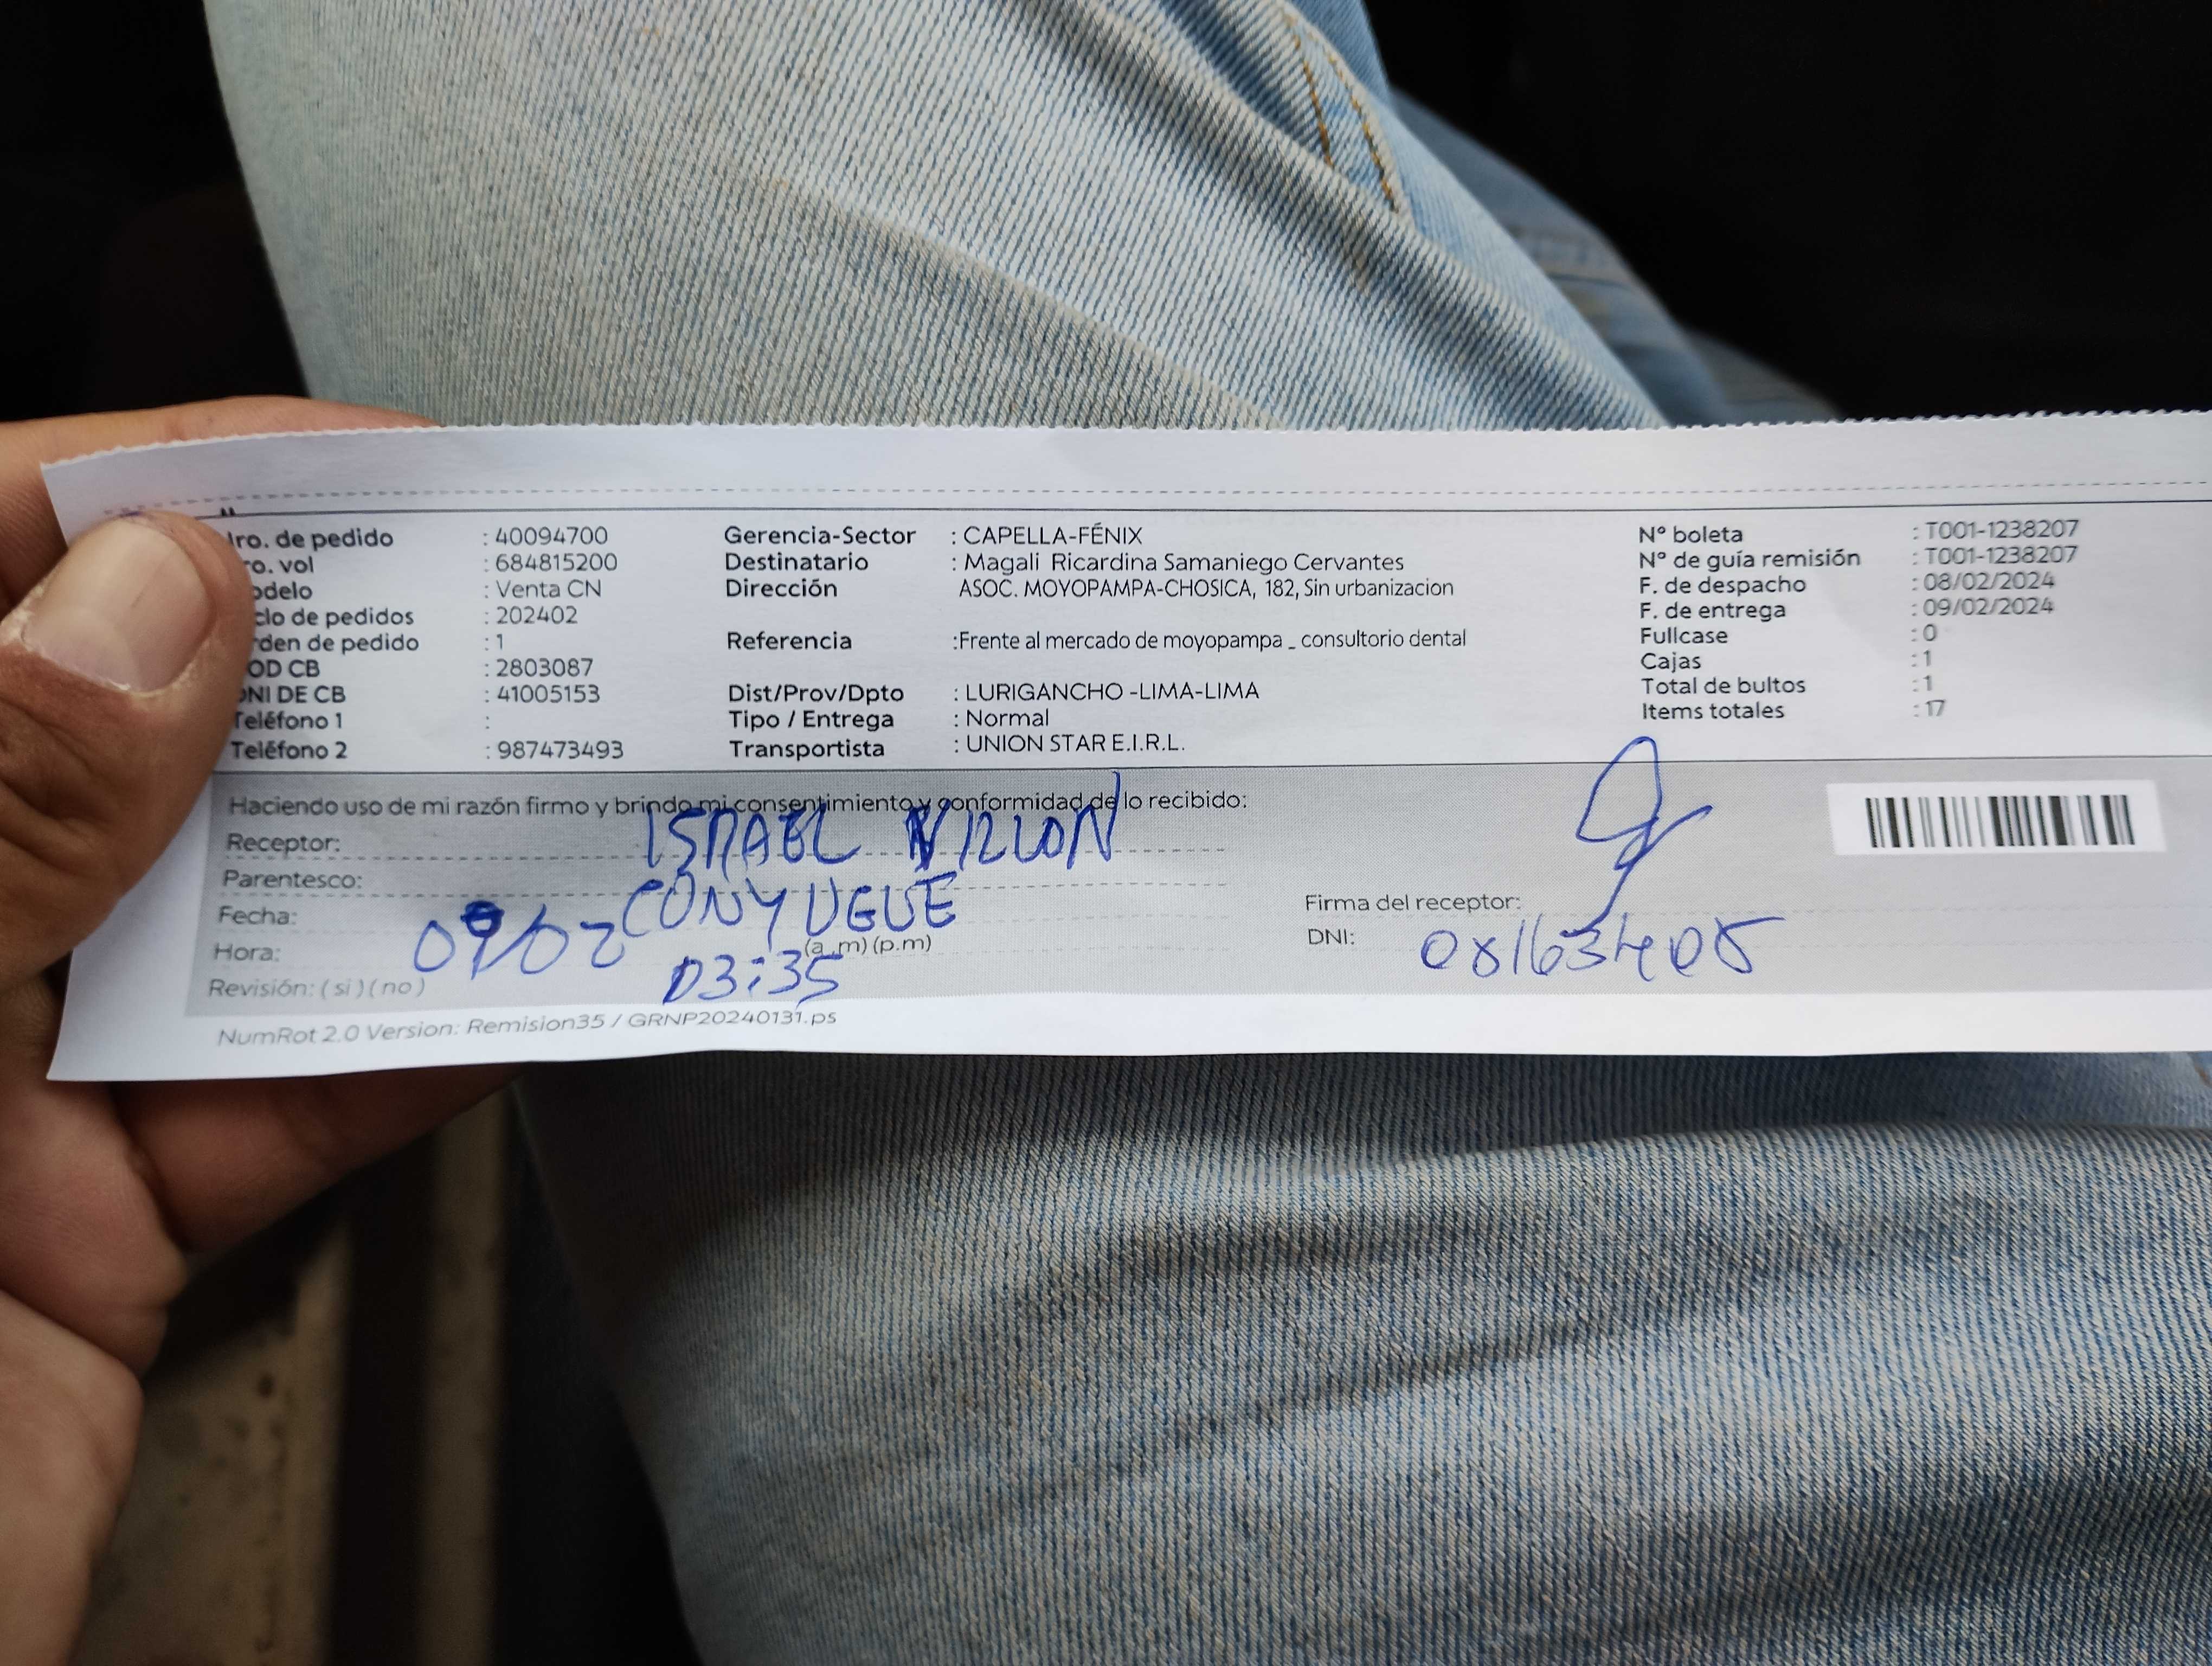 Nro. de pedido : 40094700 Gerencia-Sector : CAPELLA-FÉNIX Nº boleta : T001-1238207
ro. vol : 684815200 Destinatario : Magali Ricardina Samaniego Cervantes Nº de guía remisión : T001-1238207
odelo : Venta CN Dirección ASOC. MOYOPAMPA-CHOSICA, 182, Sin urbanizacion F. de despacho : 08/02/2024
clo de pedidos : 202402 F. de entrega : 09/02/2024
rden de pedido : 1 Referencia :Frente al mercado de moyopampa _ consultorio dental Fullcase : 0
OD CB : 2803087 Cajas : 1
DNI DE CB : 41005153 Dist/Prov/Dpto : LURIGANCHO -LIMA-LIMA Total de bultos : 1
Teléfono 1 : Tipo / Entrega : Normal Items totales : 17
Teléfono 2 : 987473493 Transportista : UNION STAR E.I.R.L.
Haciendo uso de mi razón firmo y brindo mi consentimiento y conformidad de lo recibido:
Receptor: ISRAEL
Parentesco: CONYUGUE
Fecha: 09/02 Firma del receptor:
Hora: 03:35 (a .m) (p.m) DNI:
Revisión: ( si ) ( no )
NumRot 2.0 Version: Remision35 / GRNP20240131.ps